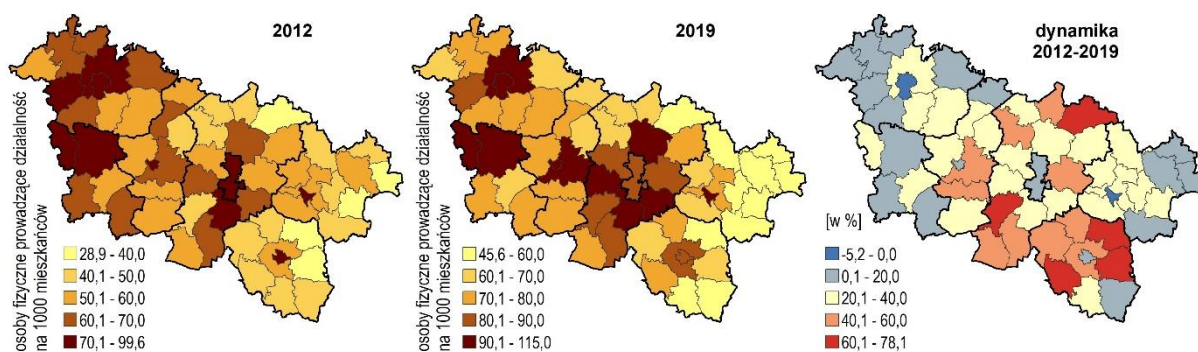 2012
osoby fizyczne prowadzące działalność
na 1000 mieszkańców
28,9 - 40,0
40,1 - 50,0
50,1 - 60,0
60,1 - 70,0
70,1 - 99,6
2019
osoby fizyczne prowadzące działalność
na 1000 mieszkańców
45,6 - 60,0
60,1 - 70,0
70,1 - 80,0
80,1 - 90,0
90,1 - 115,0
dynamika
2012-2019
[w %]
-5,2 - 0,0
0,1 - 20,0
20,1 - 40,0
40,1 - 60,0
60,1 - 78,1